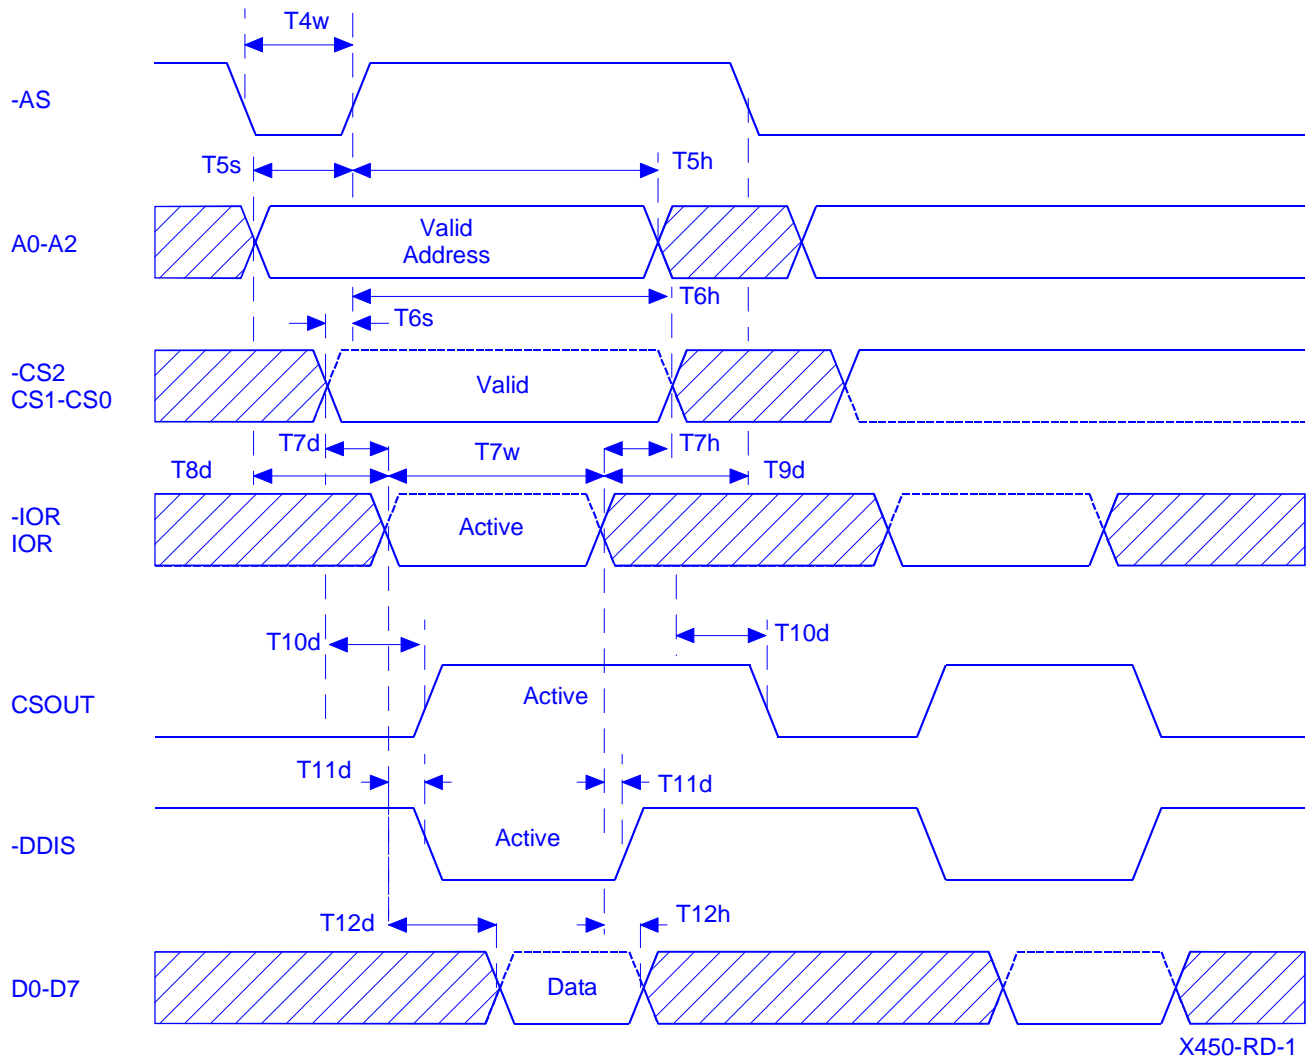 T4w
-AS
T5s
T5h
A0-A2
Valid
Address
T6h
T6s
-CS2
CS1-CS0
Valid
T7d
T7w
T7h
T8d
T9d
-IOR
IOR
Active
T10d
T10d
CSOUT
Active
T11d
T11d
-DDIS
Active
T12d
T12h
D0-D7
Data
X450-RD-1